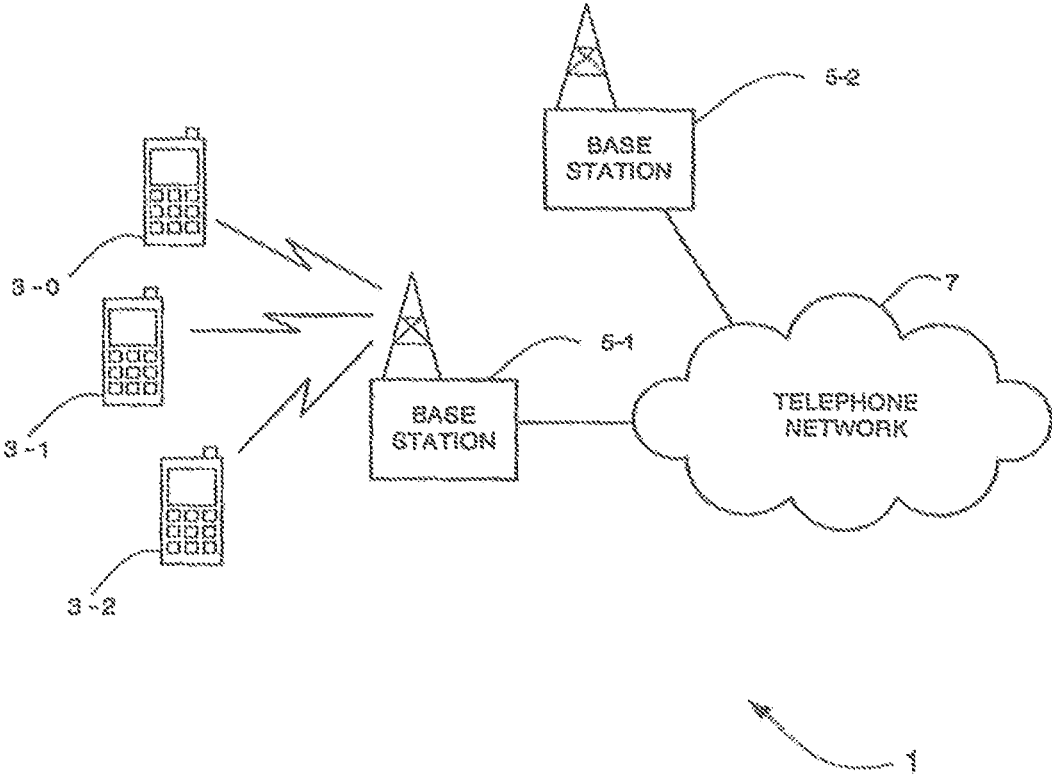 5-2
BASE
STATION
3-0
7
5-1
TELEPHONE
NETWORK
BASE
STATION
3-1
3-2
1